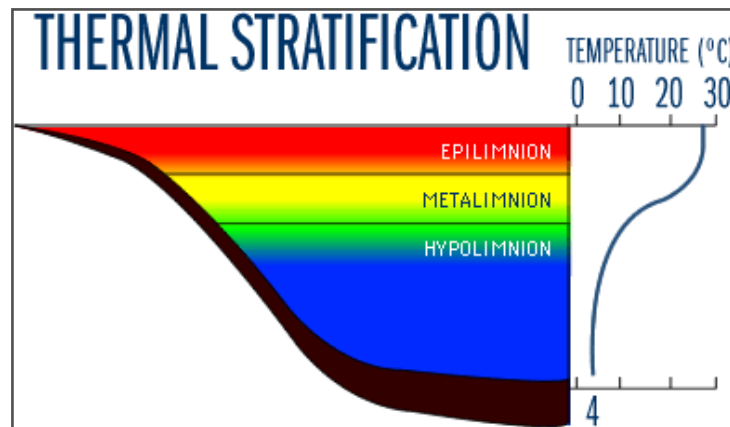 THERMAL STRATIFICATION
TEMPERATURE (°C)
0 10 20 30
EPILIMNION
METALIMNION
HYPOLIMNION
4